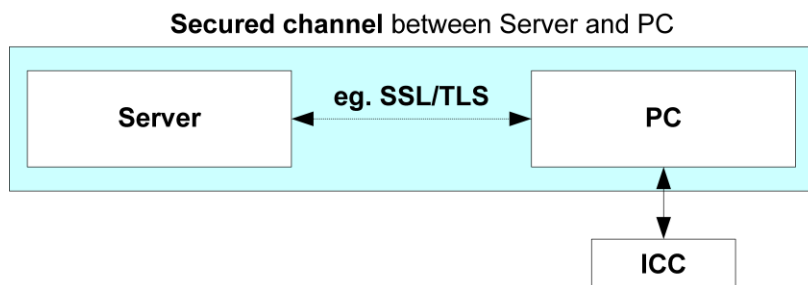 Secured channel between Server and PC
eg. SSL/TLS
Server
PC
ICC